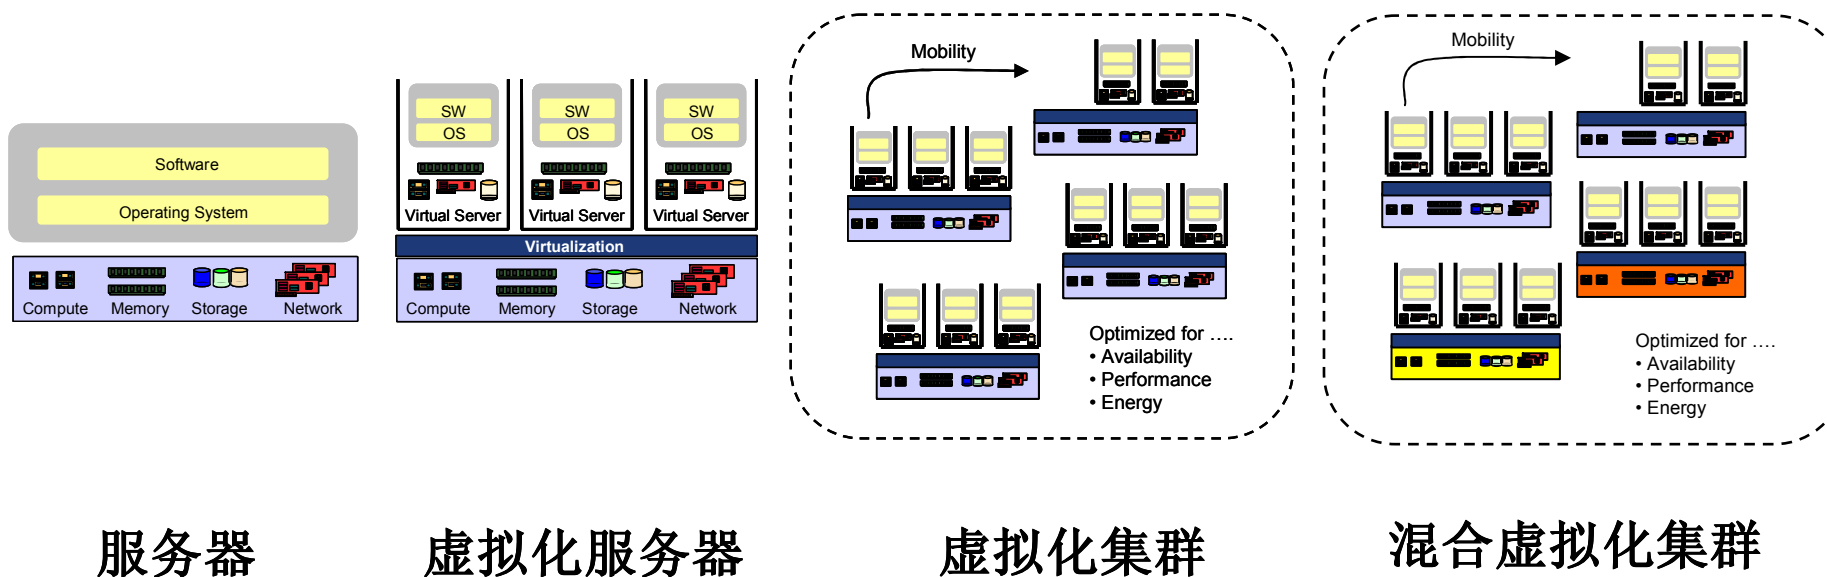 Software
Operating System
Compute Memory Storage Network
服务器
SW SW SW
OS OS OS
Virtual Server Virtual Server Virtual Server
Virtualization
Compute Memory Storage Network
虚拟化服务器
Mobility
Optimized for ….
• Availability
• Performance
• Energy
虚拟化集群
Mobility
Optimized for ….
• Availability
• Performance
• Energy
混合虚拟化集群